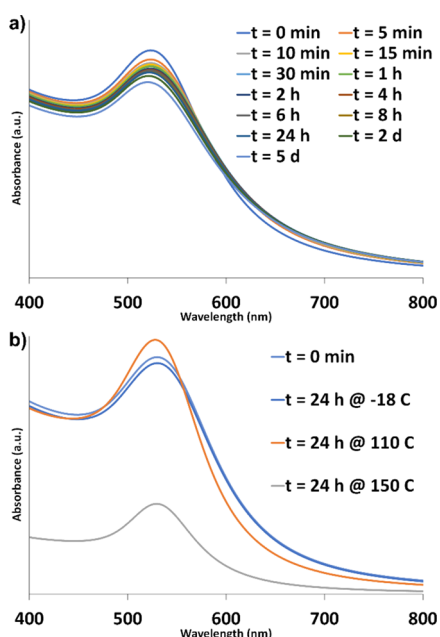 a)
t = 0 min
t = 5 min
t = 10 min
t = 15 min
t = 30 min
t = 1 h
t = 2 h
t = 4 h
t = 6 h
t = 8 h
t = 24 h
t = 2 d
t = 5 d
Absorbance (a.u.)
400 500 600 700 800
Wavelength (nm)
b)
t = 0 min
t = 24 h @ -18 C
t = 24 h @ 110 C
t = 24 h @ 150 C
Absorbance (a.u.)
400 500 600 700 800
Wavelength (nm)